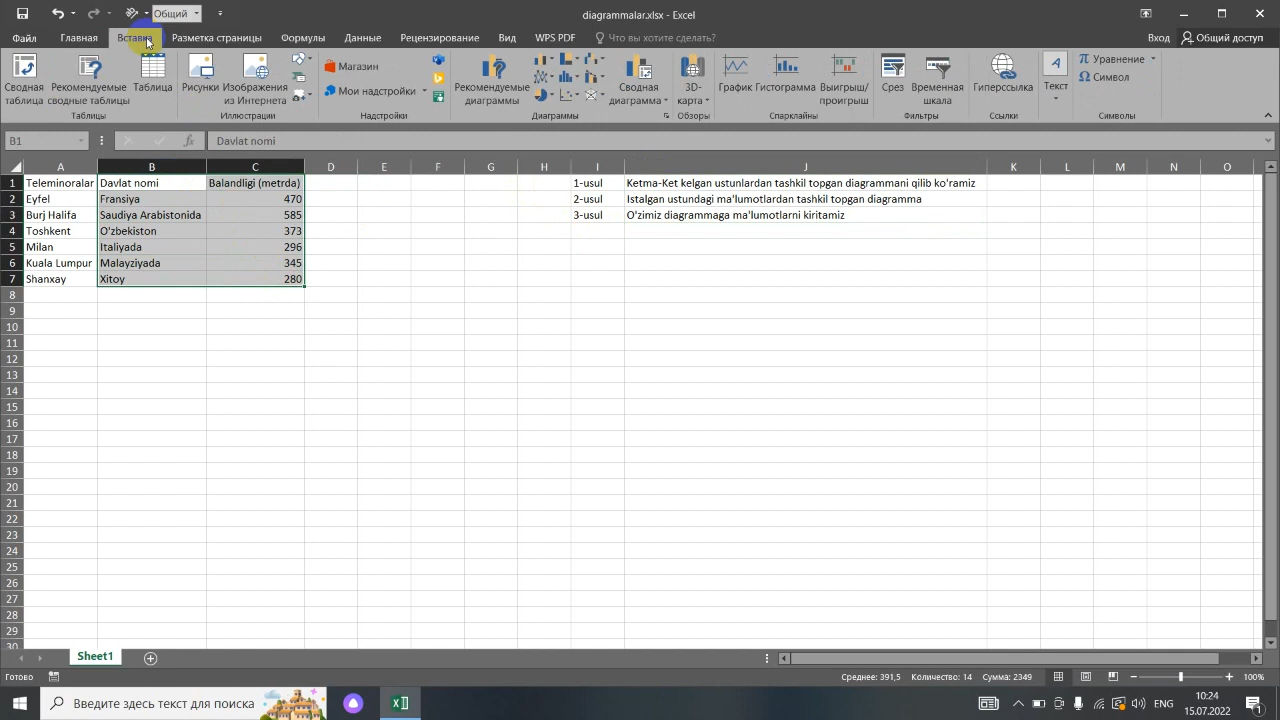 Общий
diagrammalar.xlsx - Excel
Файл
Главная
Вставка
Разметка страницы
Формулы
Данные
Рецензирование
Вид
WPS PDF
Что вы хотите сделать?
Вход
Общий доступ
Сводная
таблица
Рекомендуемые
сводные таблицы
Таблица
Рисунки
Изображения
из Интернета
Магазин
Мои надстройки
Рекомендуемые
диаграммы
Сводная
диаграмма
3D-
карта
График
Гистограмма
Выигрыш/
проигрыш
Срез
Временная
шкала
Гиперссылка
A
Текст
π Уравнение
Ω Символ
Таблицы
Иллюстрации
Надстройки
Диаграммы
Обзоры
Спарклайны
Фильтры
Ссылки
Символы
B1
fx
Davlat nomi
A B C D E F G H I J K L M N O
1 Teleminoralar Davlat nomi Balandligi (metrda) 1-usul Ketma-Ket kelgan ustunlardan tashkil topgan diagrammani qilib ko'ramiz
2 Eyfel Fransiya 470 2-usul Istalgan ustundagi ma'lumotlardan tashkil topgan diagramma
3 Burj Halifa Saudiya Arabistonida 585 3-usul O'zimiz diagrammaga ma'lumotlarni kiritamiz
4 Toshkent O'zbekiston 373
5 Milan Italiyada 296
6 Kuala Lumpur Malayziyada 345
7 Shanxay Xitoy 280
8
9
10
11
12
13
14
15
16
17
18
19
20
21
22
23
24
25
26
27
28
29
30
Sheet1
Готово
Среднее: 391,5 Количество: 14 Сумма: 2349
100%
Введите здесь текст для поиска
ENG
10:24
15.07.2022
1